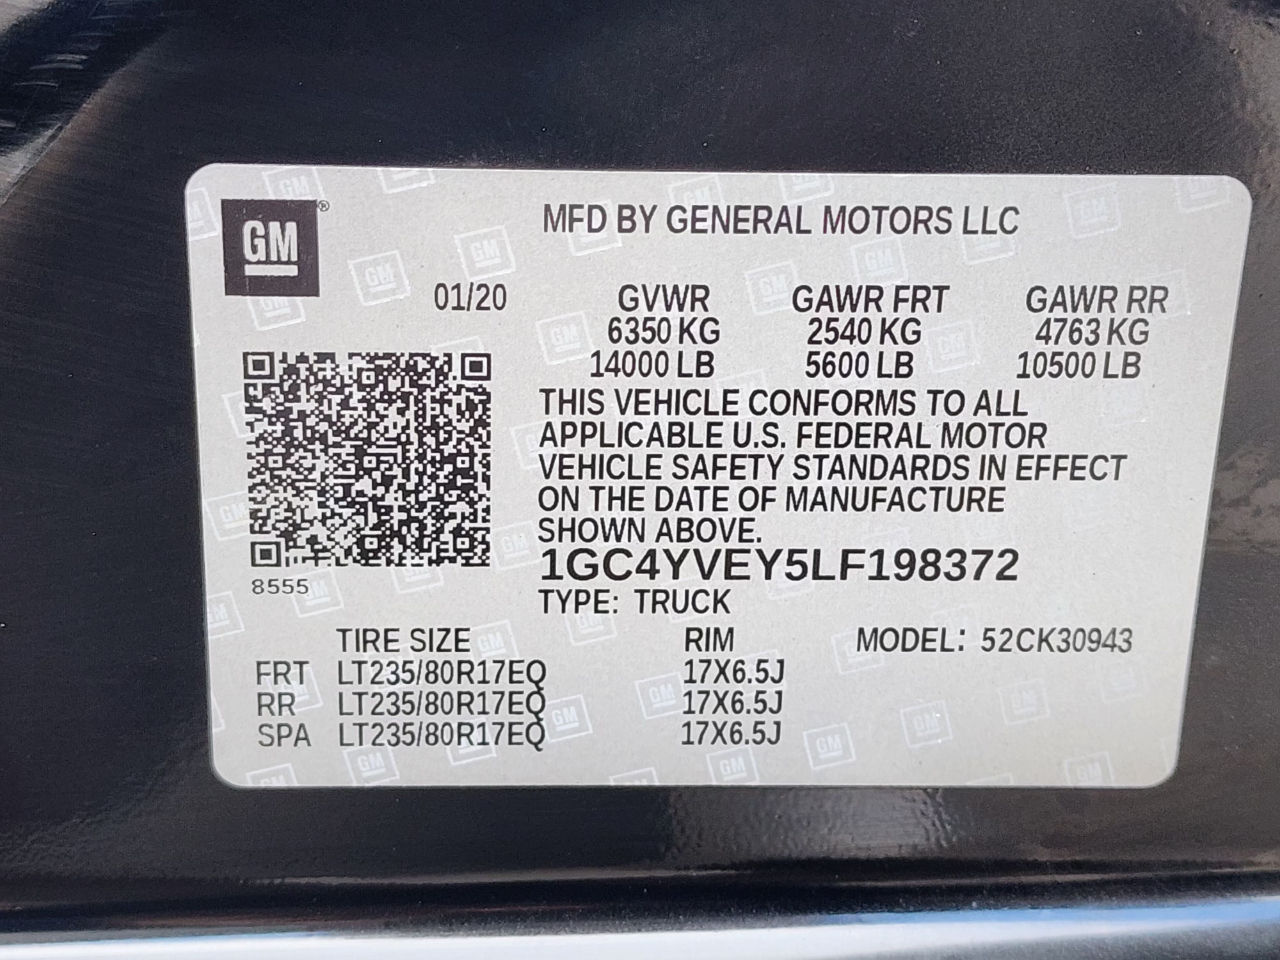 GM®
MFD BY GENERAL MOTORS LLC
01/20 GVWR GAWR FRT GAWR RR
6350 KG 2540 KG 4763 KG
14000 LB 5600 LB 10500 LB
THIS VEHICLE CONFORMS TO ALL
APPLICABLE U.S. FEDERAL MOTOR
VEHICLE SAFETY STANDARDS IN EFFECT
ON THE DATE OF MANUFACTURE
SHOWN ABOVE.
8555
1GC4YVEY5LF198372
TYPE: TRUCK
TIRE SIZE RIM MODEL: 52CK30943
FRT LT235/80R17EQ 17X6.5J
RR LT235/80R17EQ 17X6.5J
SPA LT235/80R17EQ 17X6.5J